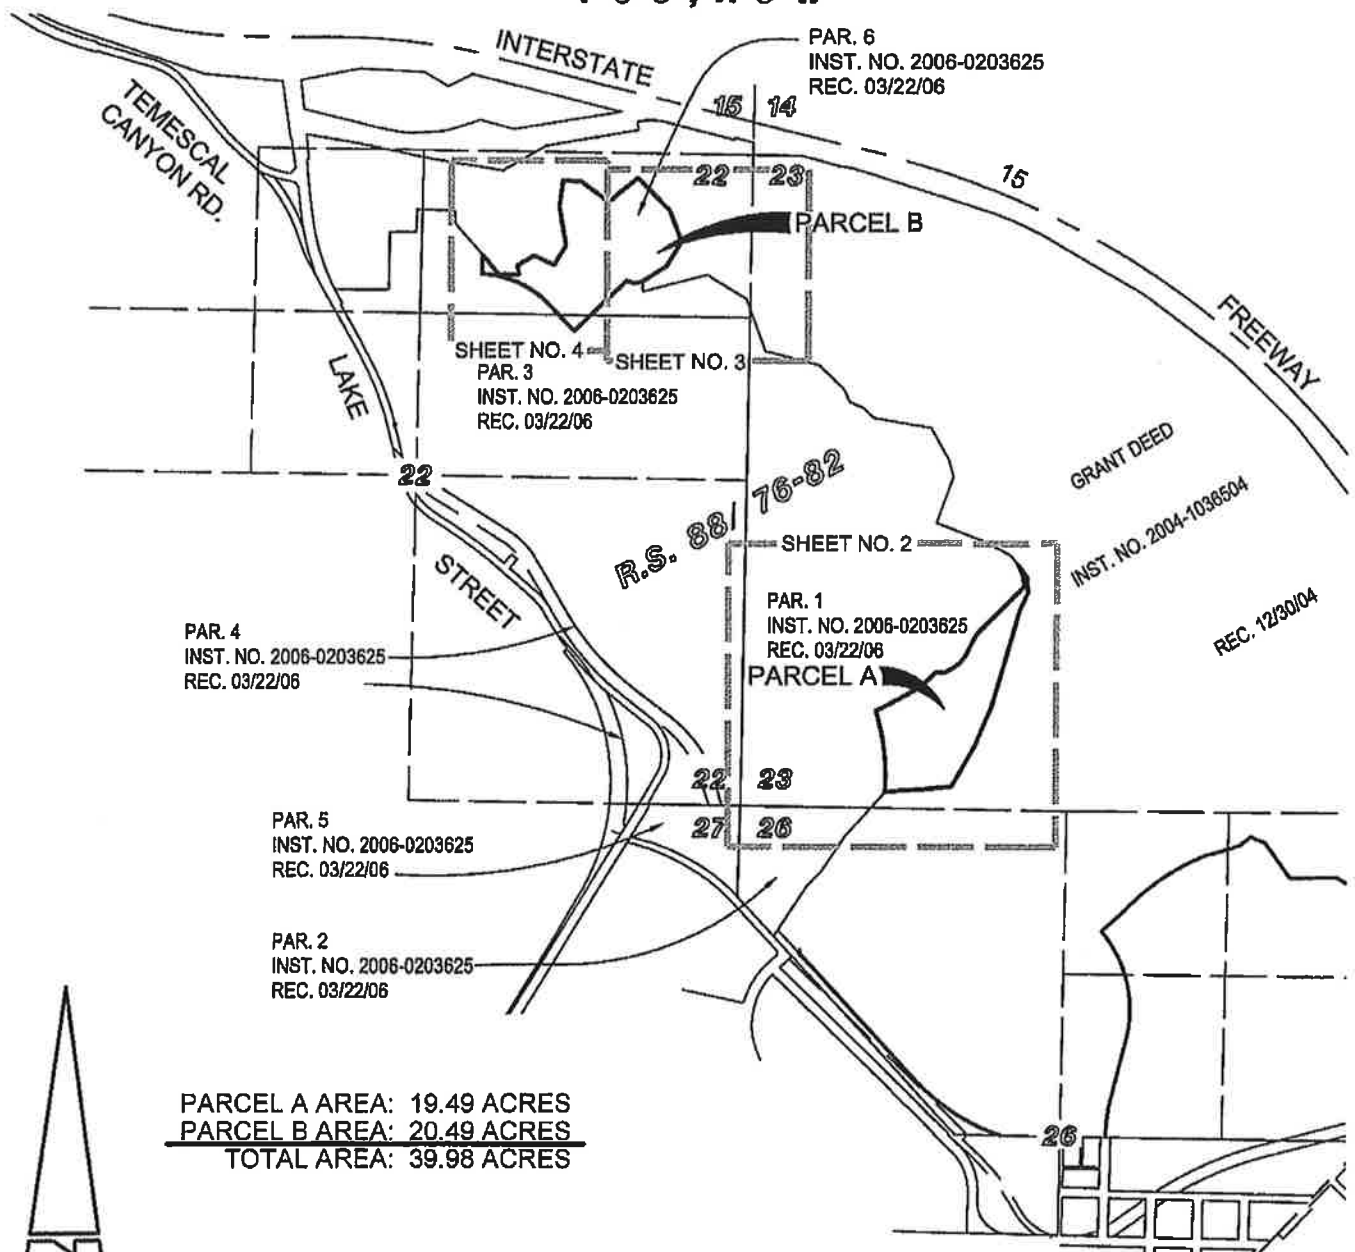 INTERSTATE
PAR. 6
INST. NO. 2006-0203625
REC. 03/22/06
15 14
TEMESCAL
CANYON RD.
22 23
15
PARCEL B
FREEWAY
SHEET NO. 4
SHEET NO. 3
PAR. 3
INST. NO. 2006-0203625
REC. 03/22/06
LAKE
22
GRANT DEED
INST. NO. 2004-1036504
REC. 12/30/04
R.S. 88/ 76-82
SHEET NO. 2
STREET
PAR. 1
INST. NO. 2006-0203625
REC. 03/22/06
PARCEL A
PAR. 4
INST. NO. 2006-0203625
REC. 03/22/06
22 23
27 26
PAR. 5
INST. NO. 2006-0203625
REC. 03/22/06
PAR. 2
INST. NO. 2006-0203625
REC. 03/22/06
PARCEL A AREA: 19.49 ACRES
PARCEL B AREA: 20.49 ACRES
TOTAL AREA: 39.98 ACRES
26